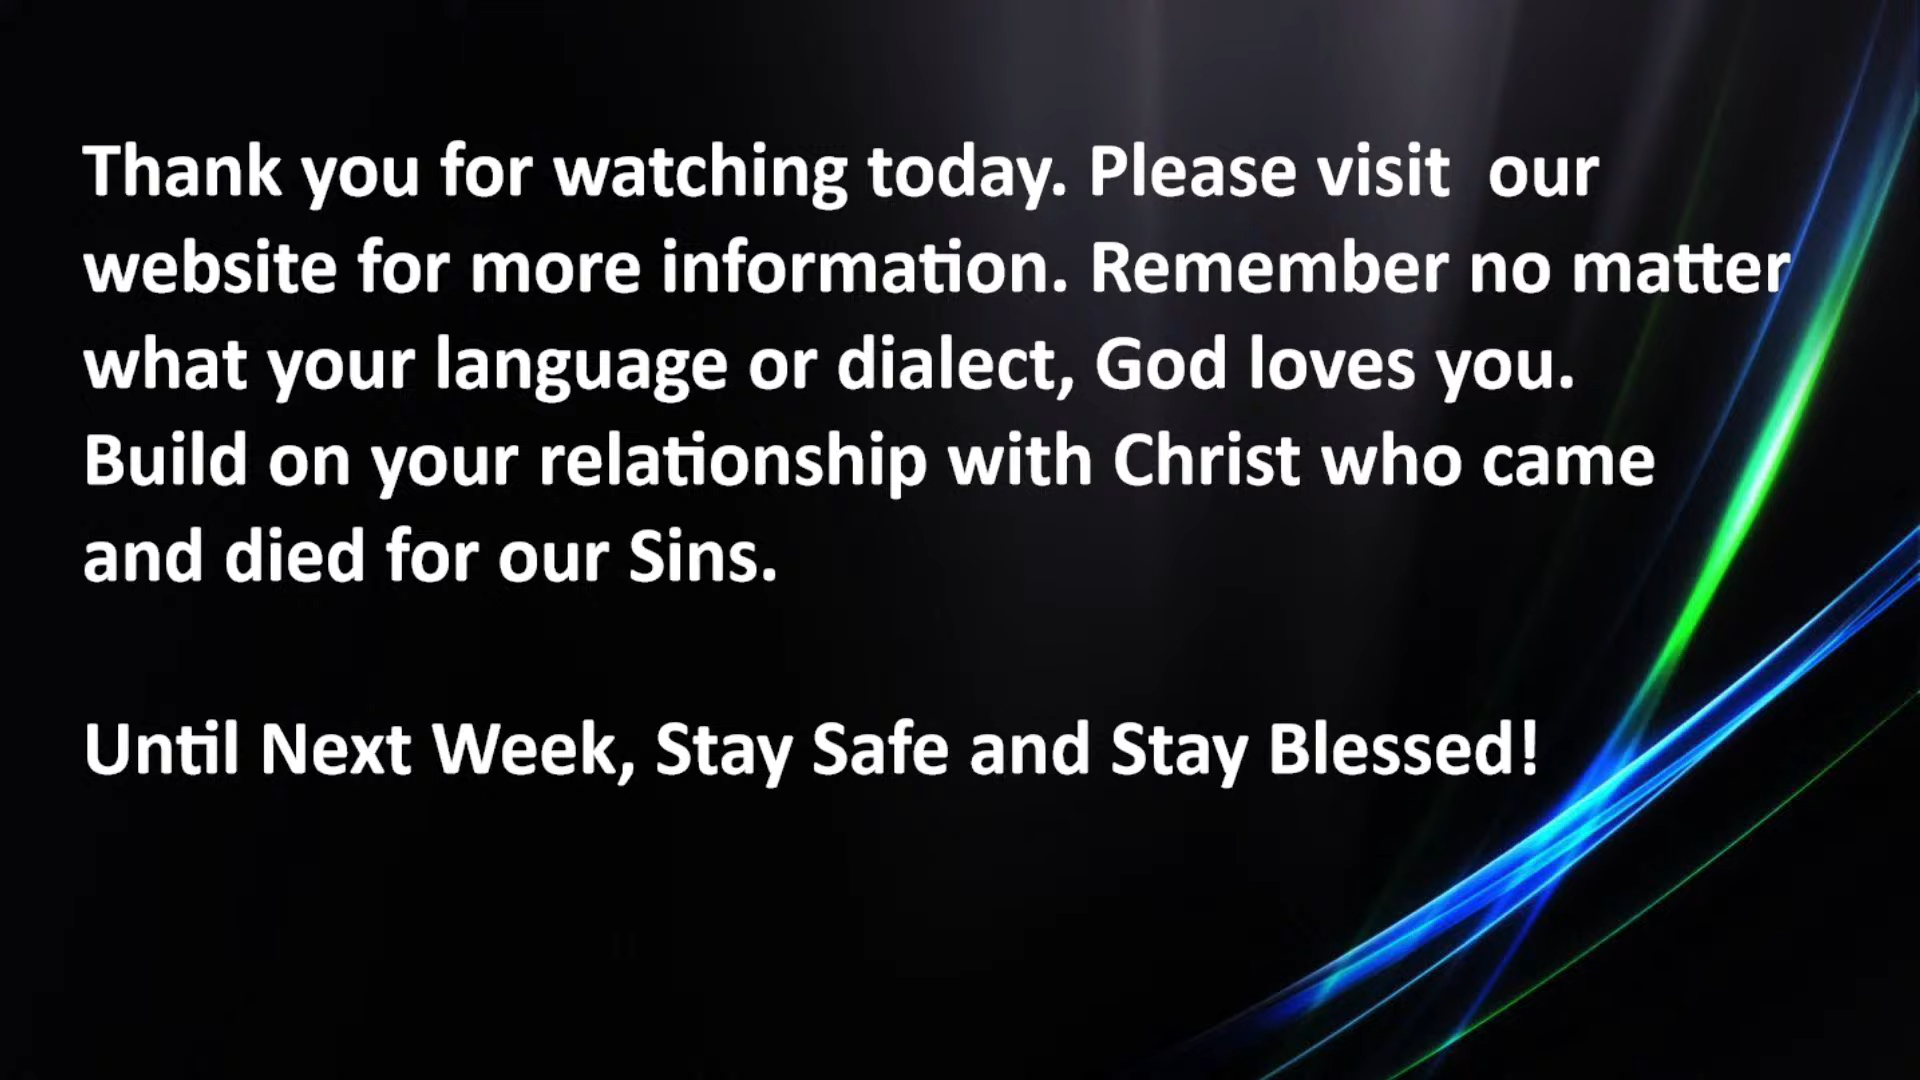 Thank you for watching today. Please visit  our
website for more information. Remember no matter
what your language or dialect, God loves you.
Build on your relationship with Christ who came
and died for our Sins.
Until Next Week, Stay Safe and Stay Blessed!